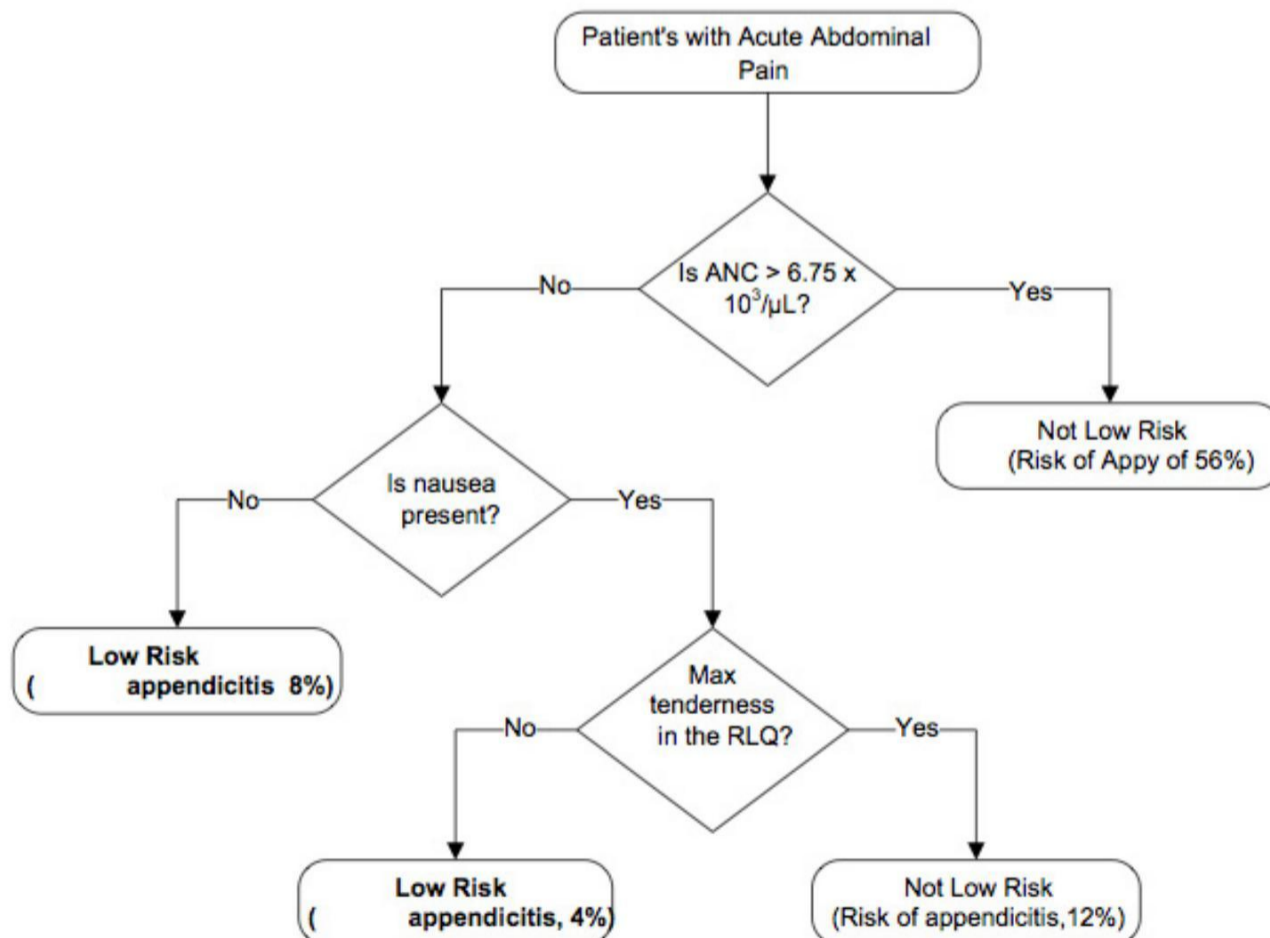 Patient's with Acute Abdominal
Pain
Is ANC > 6.75 x
10³/µL?
No
Yes
Not Low Risk
(Risk of Appy of 56%)
Is nausea
present?
No
Yes
Low Risk
( appendicitis 8%)
Max
tenderness
in the RLQ?
No
Yes
Low Risk
( appendicitis, 4%)
Not Low Risk
(Risk of appendicitis,12%)